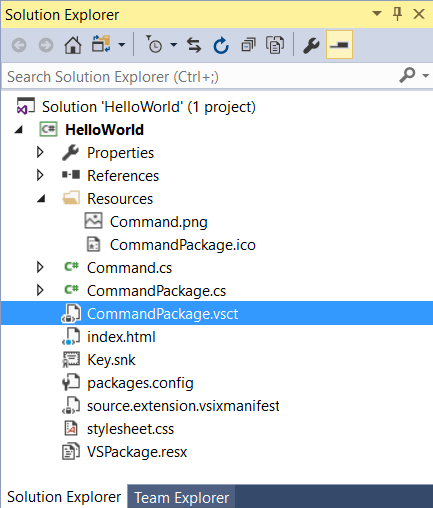 Solution Explorer
Search Solution Explorer (Ctrl+;)
Solution 'HelloWorld' (1 project)
C# HelloWorld
Properties
References
Resources
Command.png
CommandPackage.ico
C# Command.cs
C# CommandPackage.cs
CommandPackage.vsct
index.html
Key.snk
packages.config
source.extension.vsixmanifest
stylesheet.css
VSPackage.resx
Solution Explorer Team Explorer